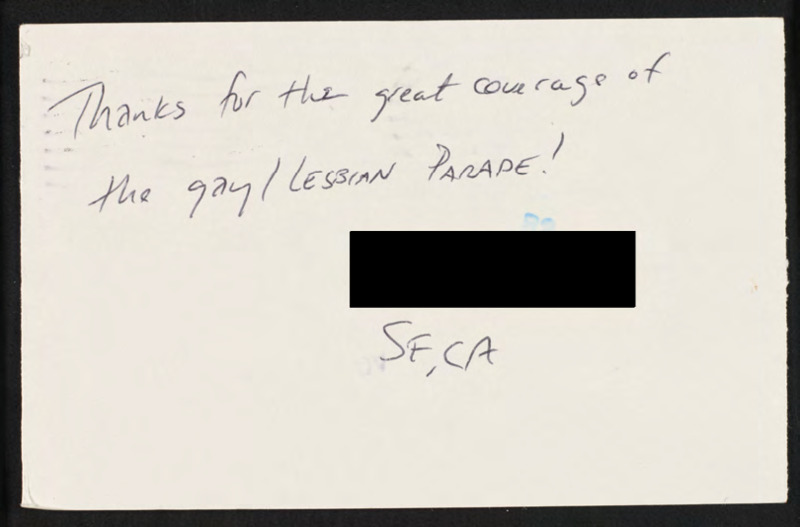 Thanks for the great coverage of
the gay/LESBIAN PARADE!
SF, CA